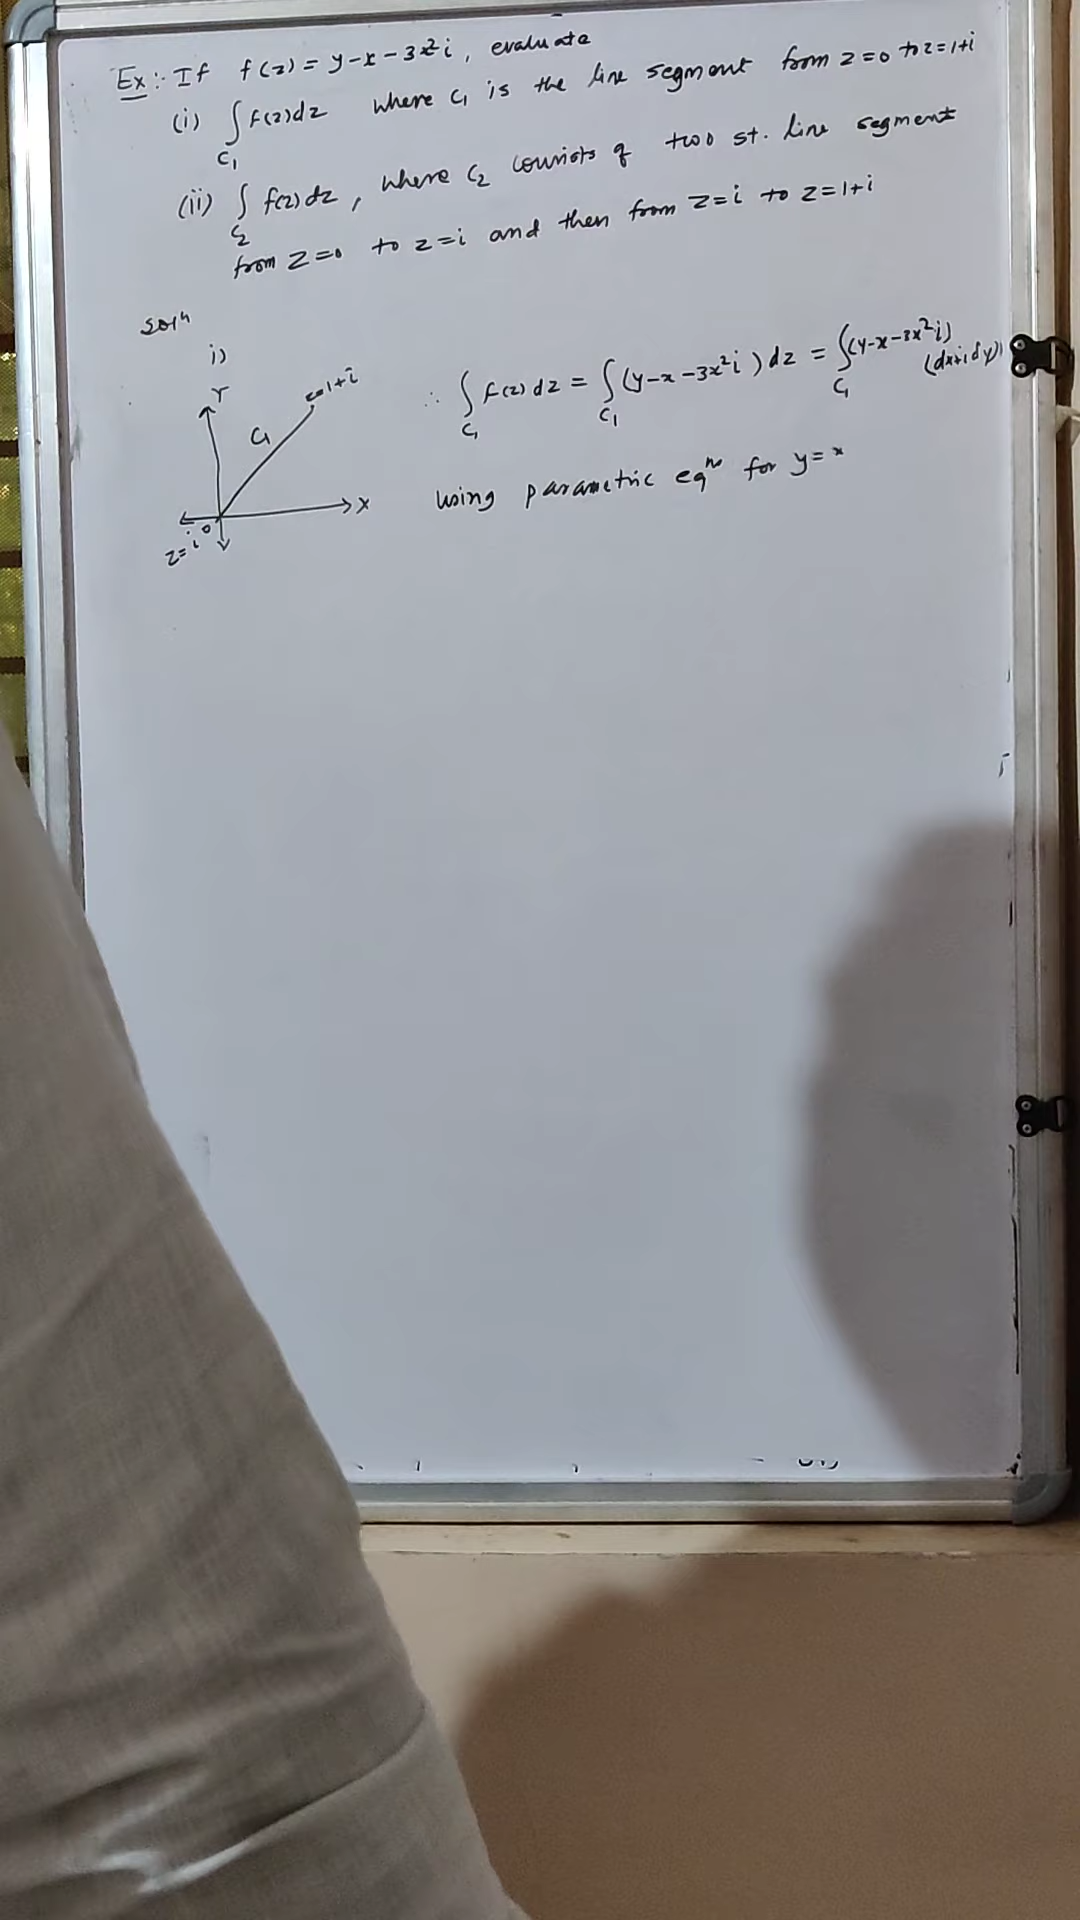 Ex:- If f(z) = y-x-3x²i, evaluate
(i) ∫_{C₁} f(z)dz where C₁ is the line segment from z=0 to z=1+i
(ii) ∫_{C₂} f(z)dz, where C₂ consists of two st. line segment
from z=0 to z=i and then from z=i to z=1+i
Solⁿ
i)
Y
1+i
C₁
X
0
z=i
∴ ∫_{C₁} f(z)dz = ∫_{C₁} (y-x-3x²i)dz = ∫_{C₁} (y-x-3x²i)
(dx+idy)
Using parametric eqⁿ for y=x